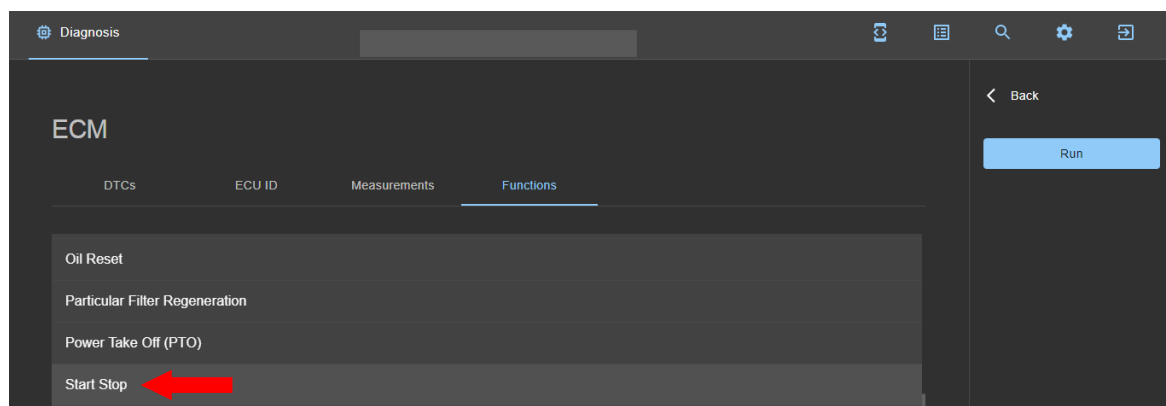 Diagnosis
Back
ECM
Run
DTCs ECU ID Measurements Functions
Oil Reset
Particular Filter Regeneration
Power Take Off (PTO)
Start Stop